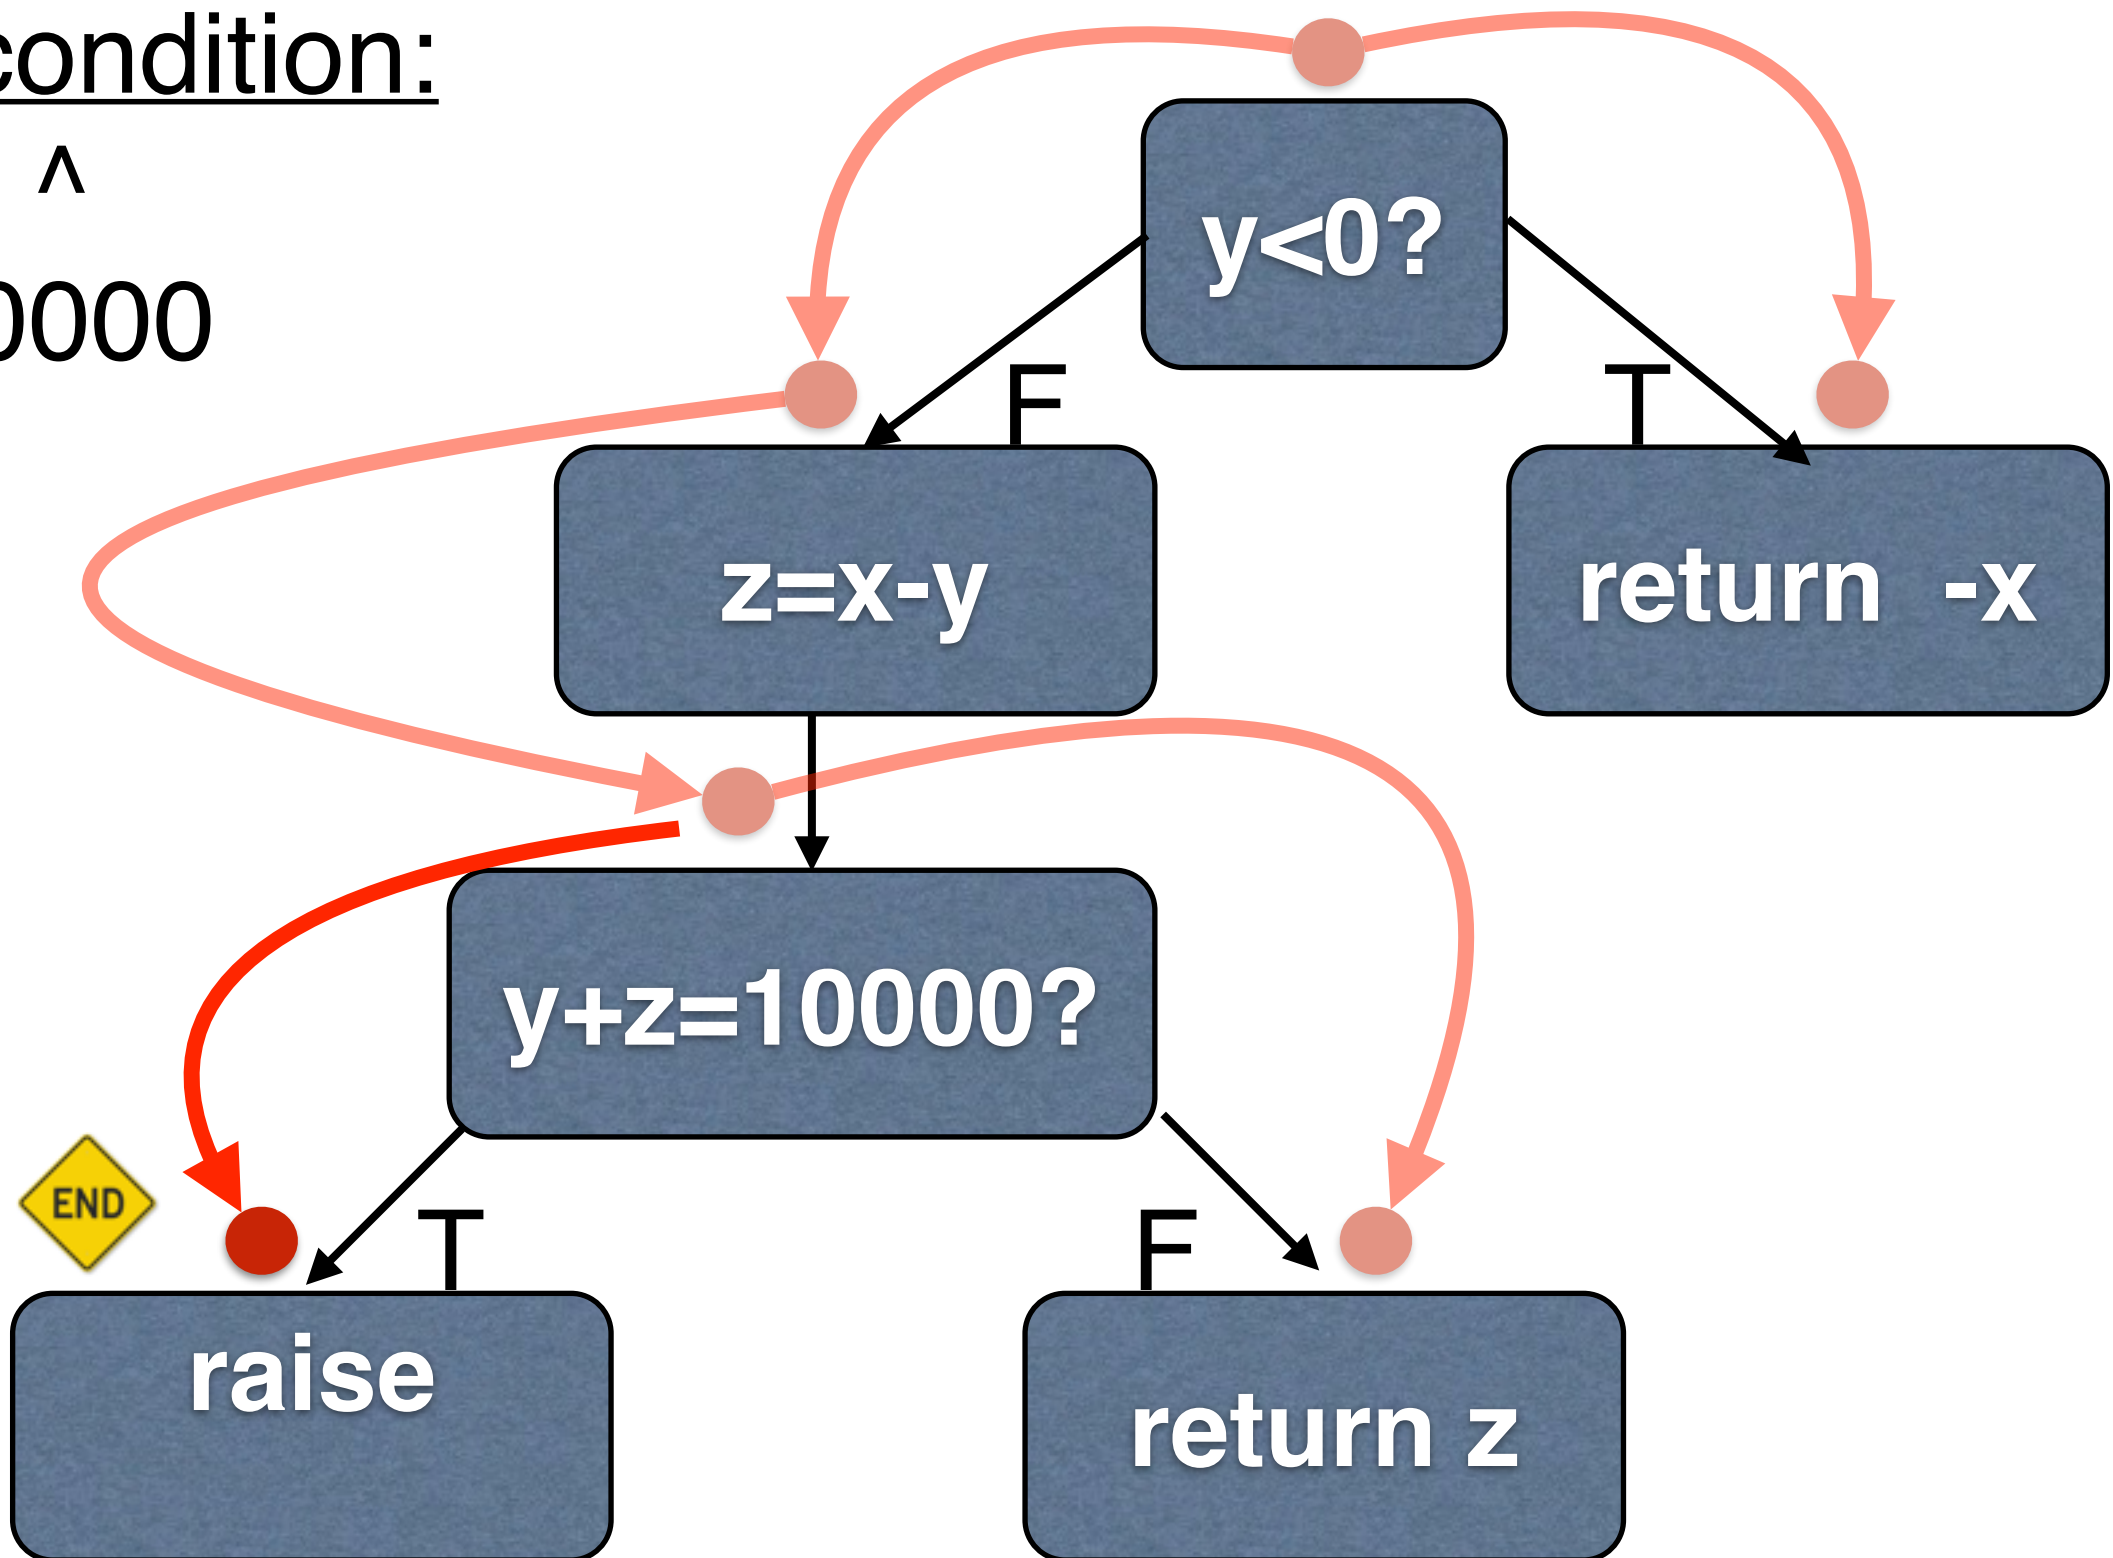 condition:
^
0000
y<0?
F
T
z=x-y
return -x
y+z=10000?
END
T
F
raise
return z